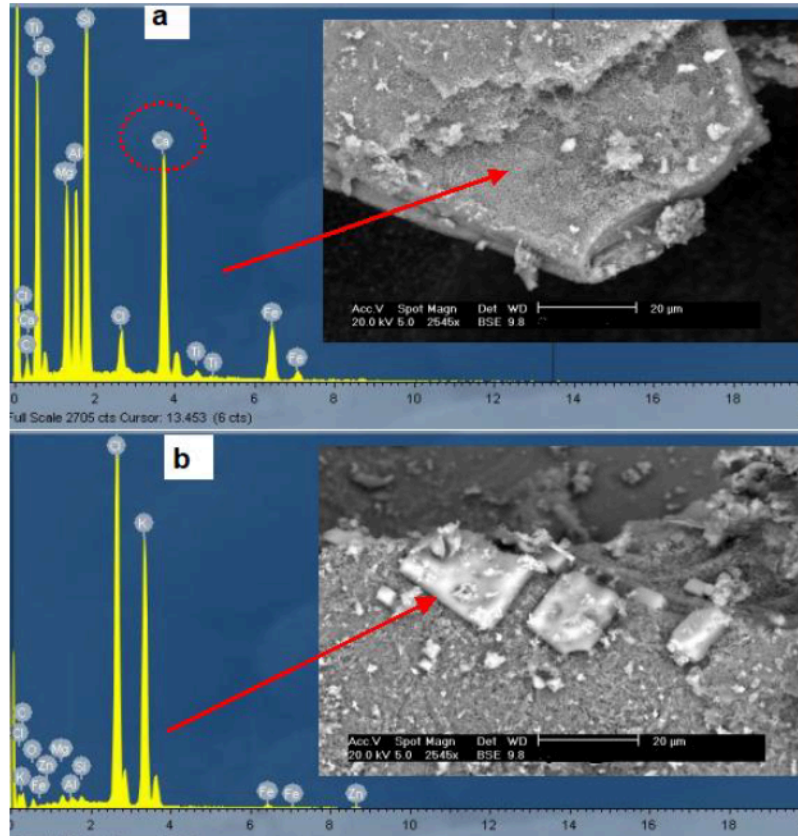 a
Ti
Fe
O
Si
Al
Mg
Ca
Cl
Ca
C
Cl
Fe
Ti
Ti
Fe
Acc.V Spot Magn Det WD 20 µm
20.0 kV 5.0 2545x BSE 9.8
0 2 4 6 8 10 12 14 16 18
Full Scale 2705 cts Cursor: 13.453 (6 cts)
b
Cl
K
C
Cl
O
Mg
Zn
Si
K
Fe
Al
Fe
Fe
Zn
Acc.V Spot Magn Det WD 20 µm
20.0 kV 5.0 2545x BSE 9.8
0 2 4 6 8 10 12 14 16 18